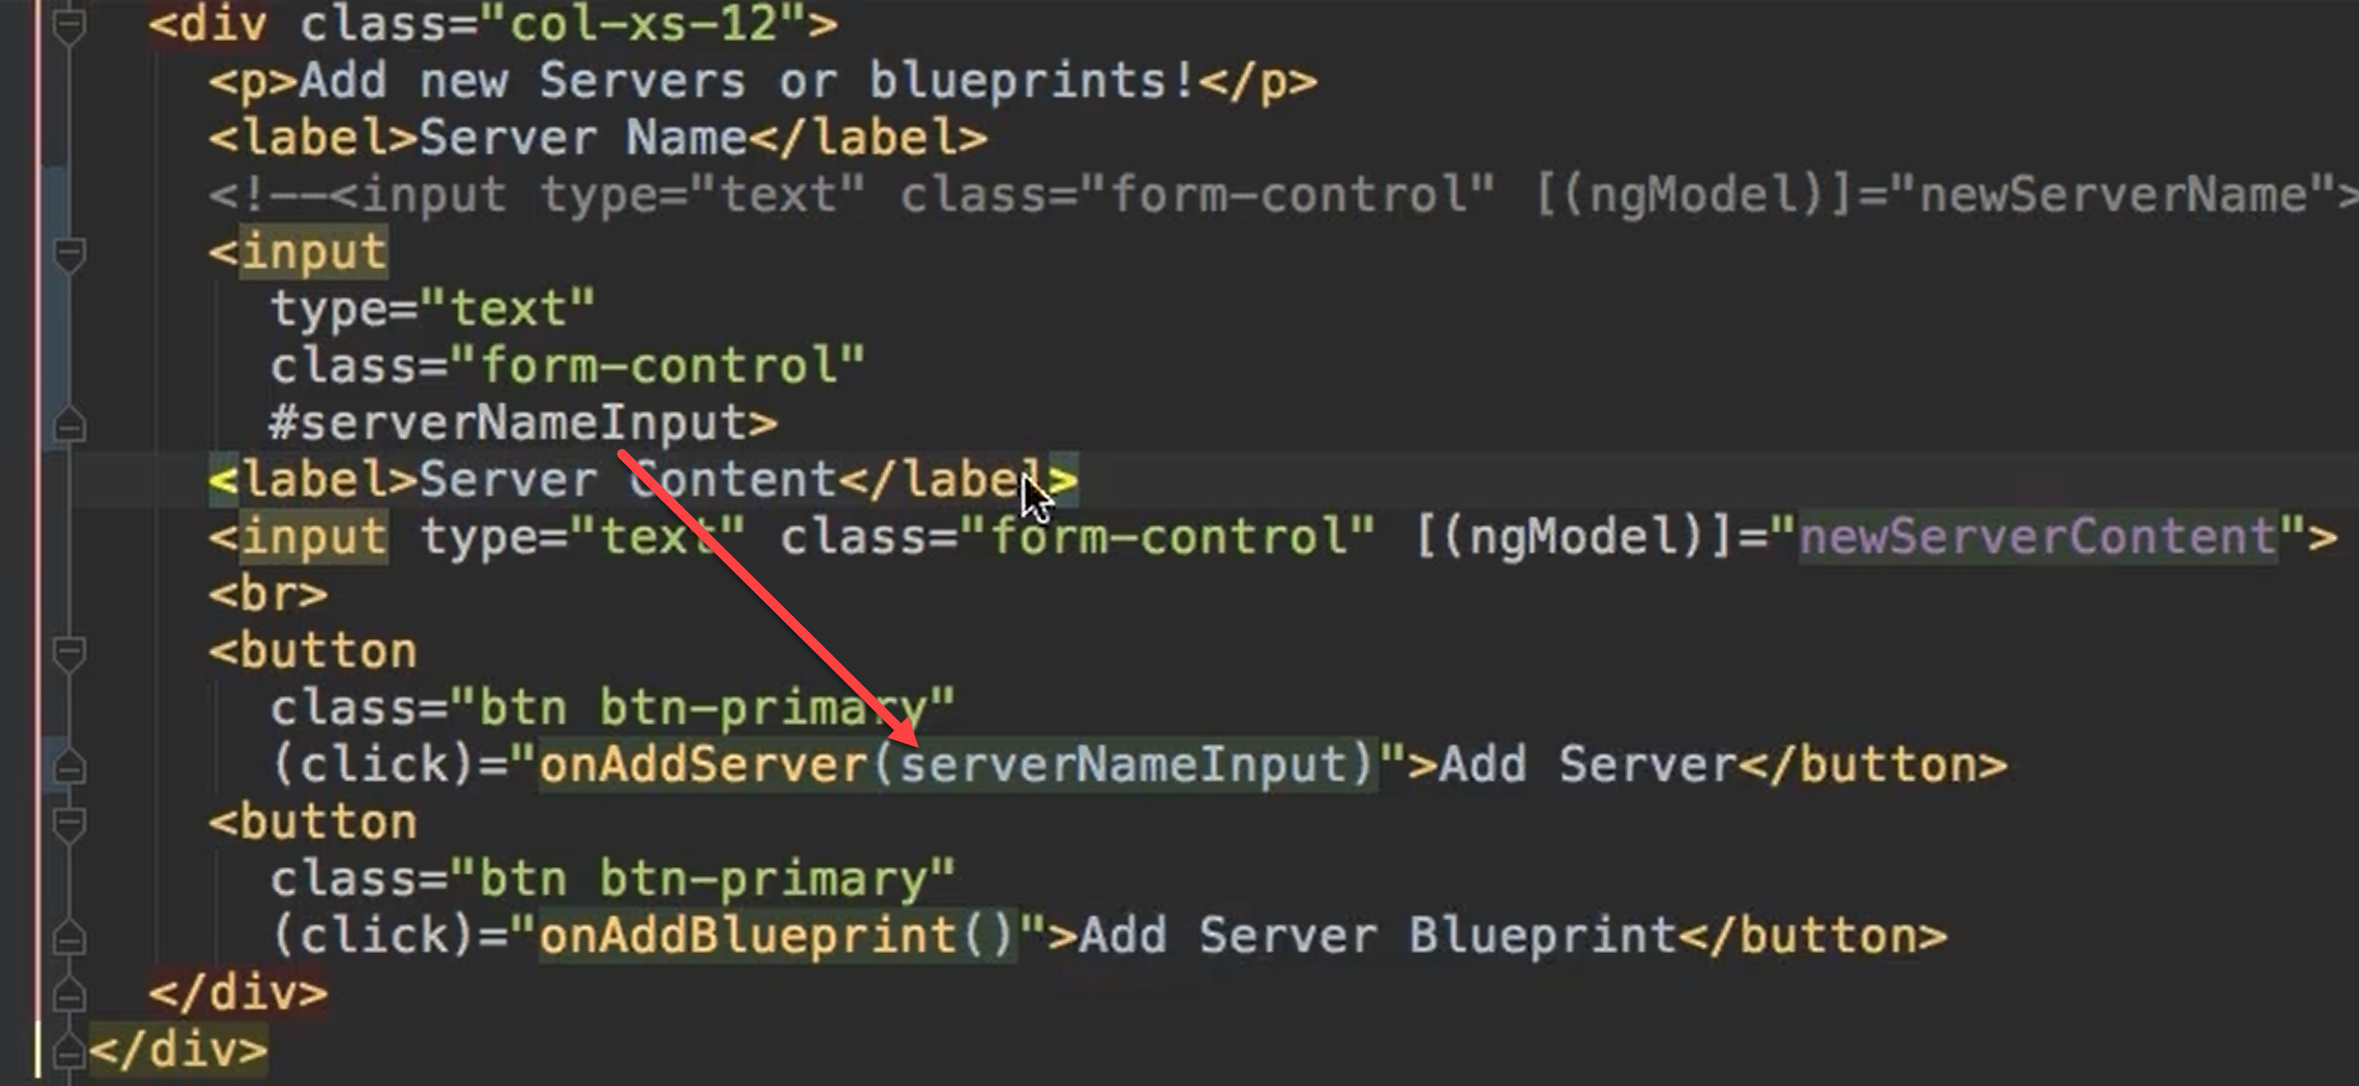 <div class="col-xs-12">
<p>Add new Servers or blueprints!</p>
<label>Server Name</label>
<!--<input type="text" class="form-control" [(ngModel)]="newServerName">
<input
type="text"
class="form-control"
#serverNameInput>
<label>Server Content</label>
<input type="text" class="form-control" [(ngModel)]="newServerContent">
<br>
<button
class="btn btn-primary"
(click)="onAddServer(serverNameInput)">Add Server</button>
<button
class="btn btn-primary"
(click)="onAddBlueprint()">Add Server Blueprint</button>
</div>
</div>